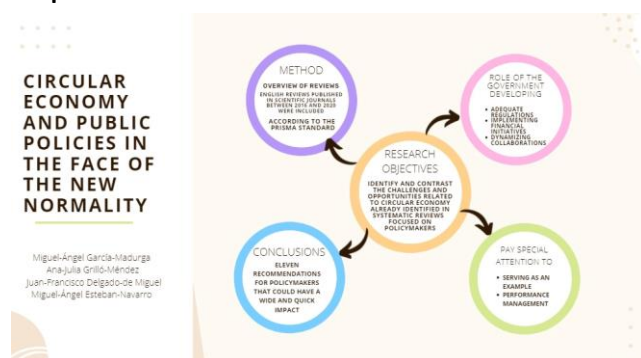 CIRCULAR
ECONOMY
AND PUBLIC
POLICIES IN
THE FACE OF
THE NEW
NORMALITY
Miguel-Ángel García-Madurga
Ana-Julia Grilló-Méndez
Juan-Francisco Delgado-de Miguel
Miguel-Ángel Esteban-Navarro
METHOD
OVERVIEW OF REVIEWS
ENGLISH REVIEWS PUBLISHED
IN SCIENTIFIC JOURNALS
BETWEEN 2016 AND 2020
WERE INCLUDED
ACCORDING TO THE
PRISMA STANDARD
ROLE OF THE
GOVERNMENT
DEVELOPING
• ADEQUATE
REGULATIONS
• IMPLEMENTING
FINANCIAL
INITIATIVES
• DYNAMIZING
COLLABORATIONS
RESEARCH
OBJECTIVES
IDENTIFY AND CONTRAST
THE CHALLENGES AND
OPPORTUNITIES RELATED
TO CIRCULAR ECONOMY
ALREADY IDENTIFIED IN
SYSTEMATIC REVIEWS
FOCUSED ON
POLICYMAKERS
CONCLUSIONS
ELEVEN
RECOMMENDATIONS
FOR POLICYMAKERS
THAT COULD HAVE A
WIDE AND QUICK
IMPACT
PAY SPECIAL
ATTENTION TO
• SERVING AS AN
EXAMPLE
• PERFORMANCE
MANAGEMENT